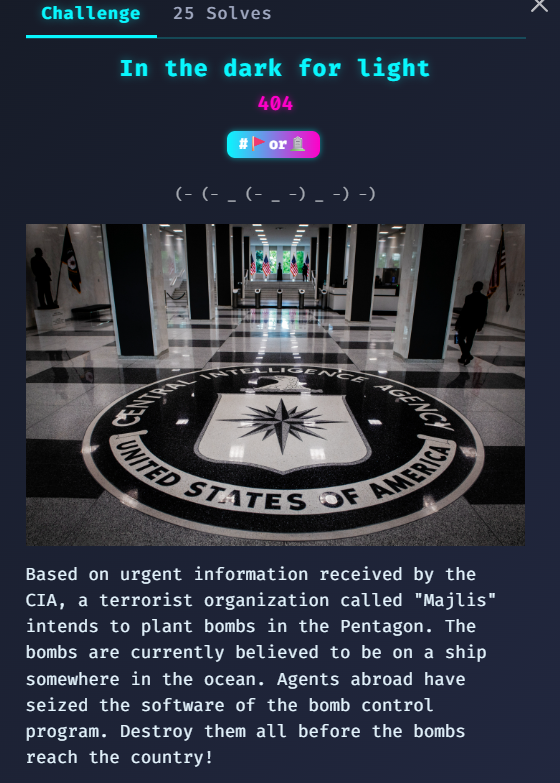 Challenge 25 Solves
In the dark for light
404
#🚩or🪦
(- (- _ (- _ -) _ -) -)
CENTRAL INTELLIGENCE AGENCY
UNITED STATES OF AMERICA
Based on urgent information received by the
CIA, a terrorist organization called "Majlis"
intends to plant bombs in the Pentagon. The
bombs are currently believed to be on a ship
somewhere in the ocean. Agents abroad have
seized the software of the bomb control
program. Destroy them all before the bombs
reach the country!